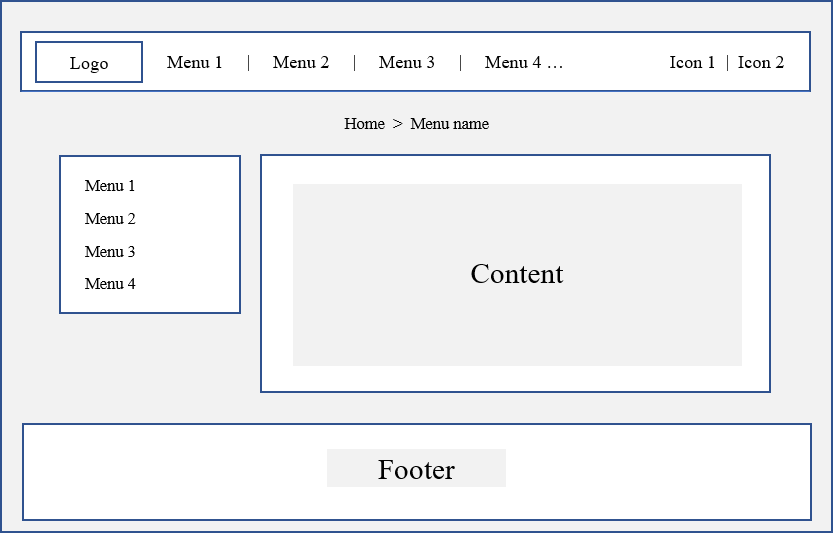 Logo Menu 1 | Menu 2 | Menu 3 | Menu 4 … Icon 1 | Icon 2
Home > Menu name
Menu 1
Menu 2
Menu 3
Menu 4
Content
Footer